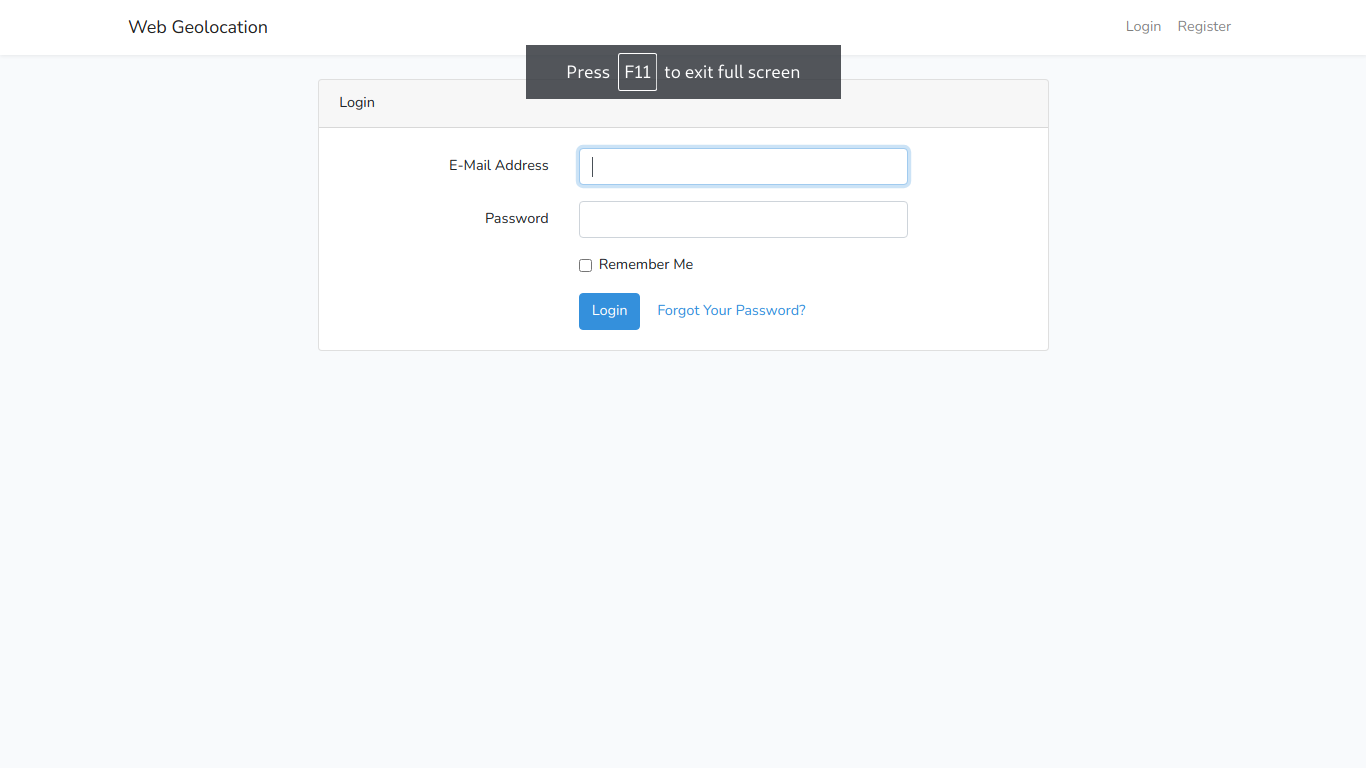 Web Geolocation
Login Register
Press F11 to exit full screen
Login
E-Mail Address
Password
Remember Me
Login Forgot Your Password?